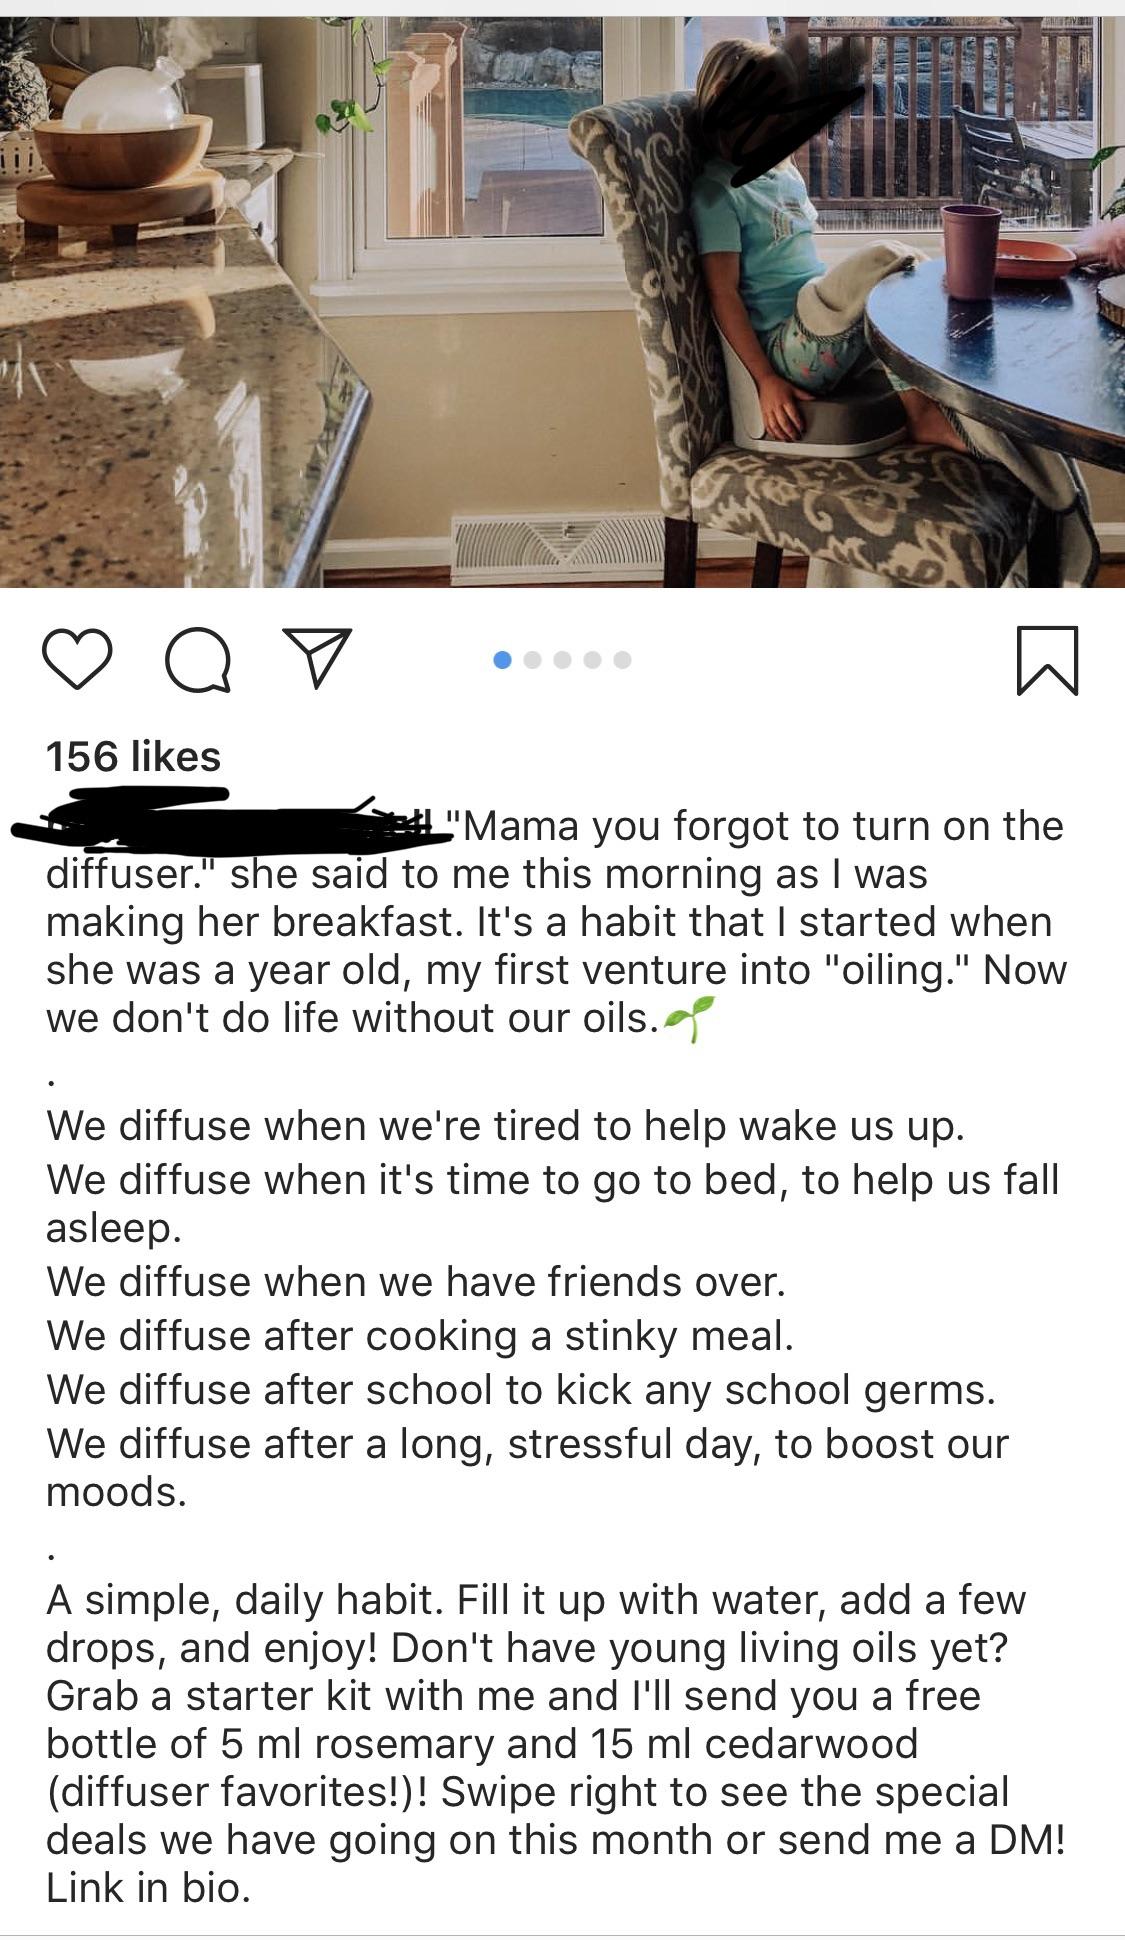 156 likes
"Mama you forgot to turn on the
diffuser." she said to me this morning as I was
making her breakfast. It's a habit that I started when
she was a year old, my first venture into "oiling." Now
we don't do life without our oils.🌱
.
We diffuse when we're tired to help wake us up.
We diffuse when it's time to go to bed, to help us fall
asleep.
We diffuse when we have friends over.
We diffuse after cooking a stinky meal.
We diffuse after school to kick any school germs.
We diffuse after a long, stressful day, to boost our
moods.
.
A simple, daily habit. Fill it up with water, add a few
drops, and enjoy! Don't have young living oils yet?
Grab a starter kit with me and I'll send you a free
bottle of 5 ml rosemary and 15 ml cedarwood
(diffuser favorites!)! Swipe right to see the special
deals we have going on this month or send me a DM!
Link in bio.